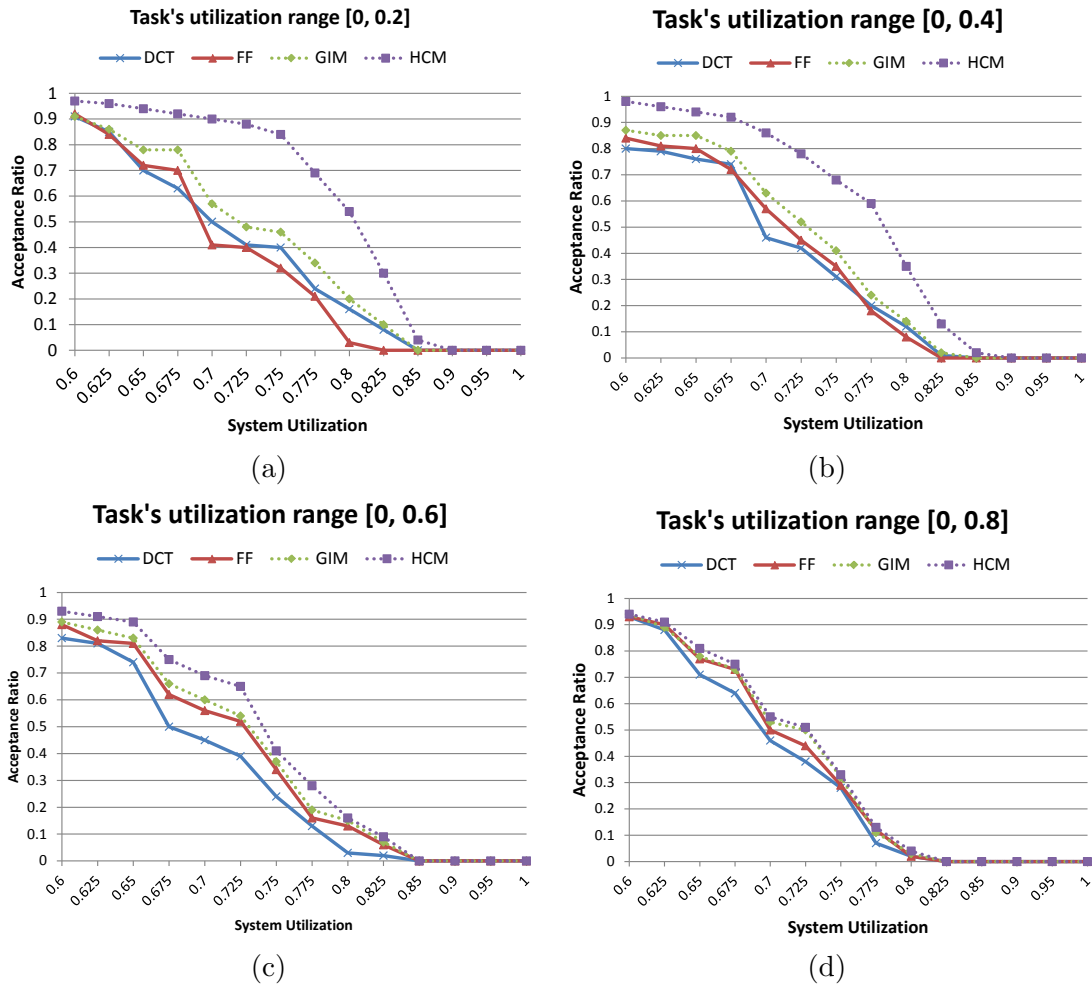 Task's utilization range [0, 0.2]
DCT FF GIM HCM
1
0.9
0.8
0.7
0.6
0.5
0.4
0.3
0.2
0.1
0
Acceptance Ratio
0.6 0.625 0.65 0.675 0.7 0.725 0.75 0.775 0.8 0.825 0.85 0.9 0.95 1
System Utilization
(a)
Task's utilization range [0, 0.4]
DCT FF GIM HCM
1
0.9
0.8
0.7
0.6
0.5
0.4
0.3
0.2
0.1
0
Acceptance Ratio
0.6 0.625 0.65 0.675 0.7 0.725 0.75 0.775 0.8 0.825 0.85 0.9 0.95 1
System Utilization
(b)
Task's utilization range [0, 0.6]
DCT FF GIM HCM
1
0.9
0.8
0.7
0.6
0.5
0.4
0.3
0.2
0.1
0
Acceptance Ratio
0.6 0.625 0.65 0.675 0.7 0.725 0.75 0.775 0.8 0.825 0.85 0.9 0.95 1
System Utilization
(c)
Task's utilization range [0, 0.8]
DCT FF GIM HCM
1
0.9
0.8
0.7
0.6
0.5
0.4
0.3
0.2
0.1
0
Acceptance Ratio
0.6 0.625 0.65 0.675 0.7 0.725 0.75 0.775 0.8 0.825 0.85 0.9 0.95 1
System Utilization
(d)